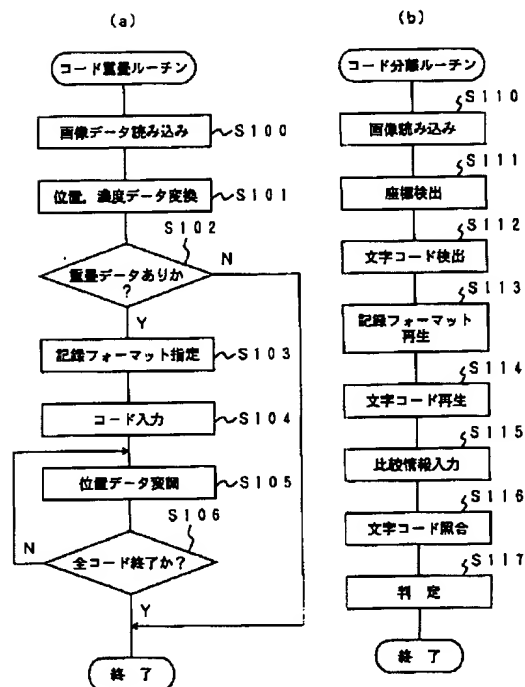 (a)
コード重畳ルーチン
画像データ読み込み
S100
位置,濃度データ変換
S101
S102
重畳データありか
?
N
Y
記録フォーマット指定
S103
コード入力
S104
位置データ変調
S105
S106
N
全コード終了か?
Y
終 了
(b)
コード分離ルーチン
S110
画像読み込み
S111
座標検出
S112
文字コード検出
S113
記録フォーマット
再生
S114
文字コード再生
S115
比較情報入力
S116
文字コード照合
S117
判 定
終 了